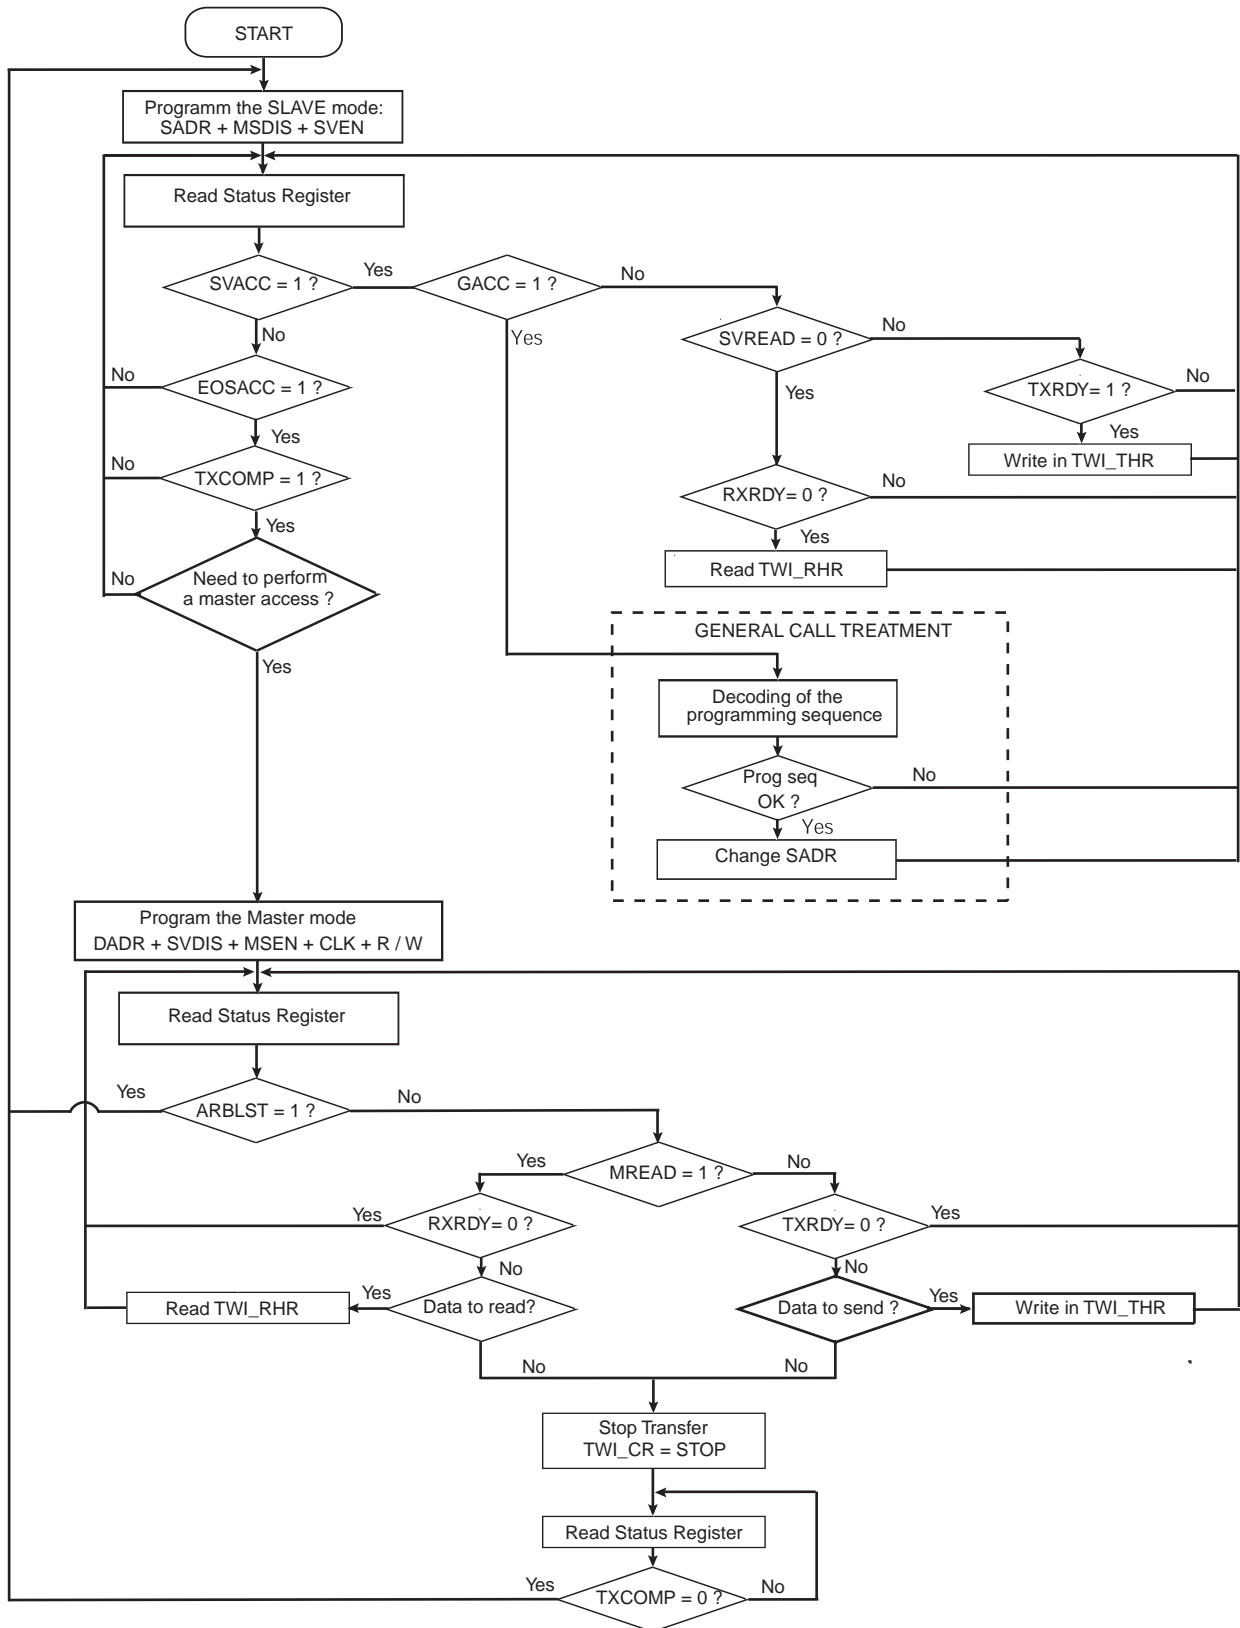 START
Programm the SLAVE mode:
SADR + MSDIS + SVEN
Read Status Register
SVACC = 1 ?
Yes
GACC = 1 ?
No
No
Yes
SVREAD = 0 ?
No
EOSACC = 1 ?
No
Yes
Yes
TXRDY= 1 ?
No
Yes
Write in TWI_THR
TXCOMP = 1 ?
No
Yes
RXRDY= 0 ?
No
Yes
Read TWI_RHR
Need to perform
a master access ?
No
Yes
GENERAL CALL TREATMENT
Decoding of the
programming sequence
Prog seq
OK ?
No
Yes
Change SADR
Program the Master mode
DADR + SVDIS + MSEN + CLK + R / W
Read Status Register
Yes
ARBLST = 1 ?
No
Yes
MREAD = 1 ?
No
Yes
RXRDY= 0 ?
TXRDY= 0 ?
Yes
No
No
Read TWI_RHR
Yes
Data to read?
Data to send ?
Yes
Write in TWI_THR
No
No
Stop Transfer
TWI_CR = STOP
Read Status Register
Yes
TXCOMP = 0 ?
No